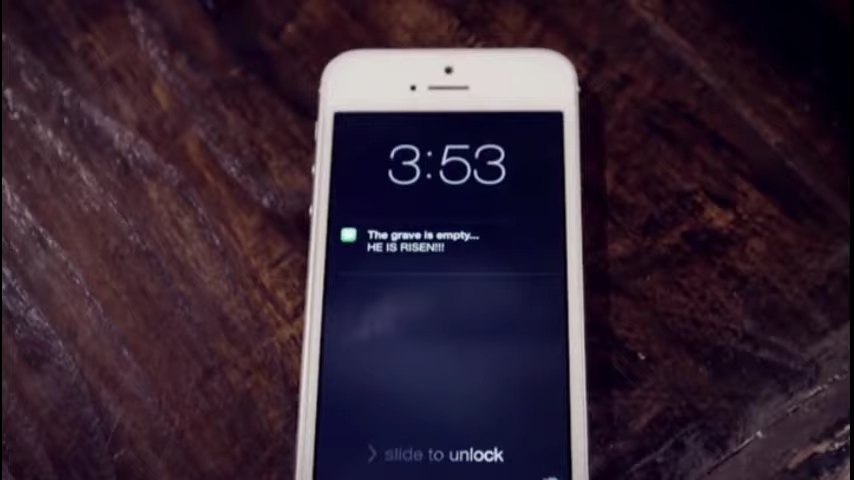 3:53
The grave is empty...
HE IS RISEN!!!
> slide to unlock